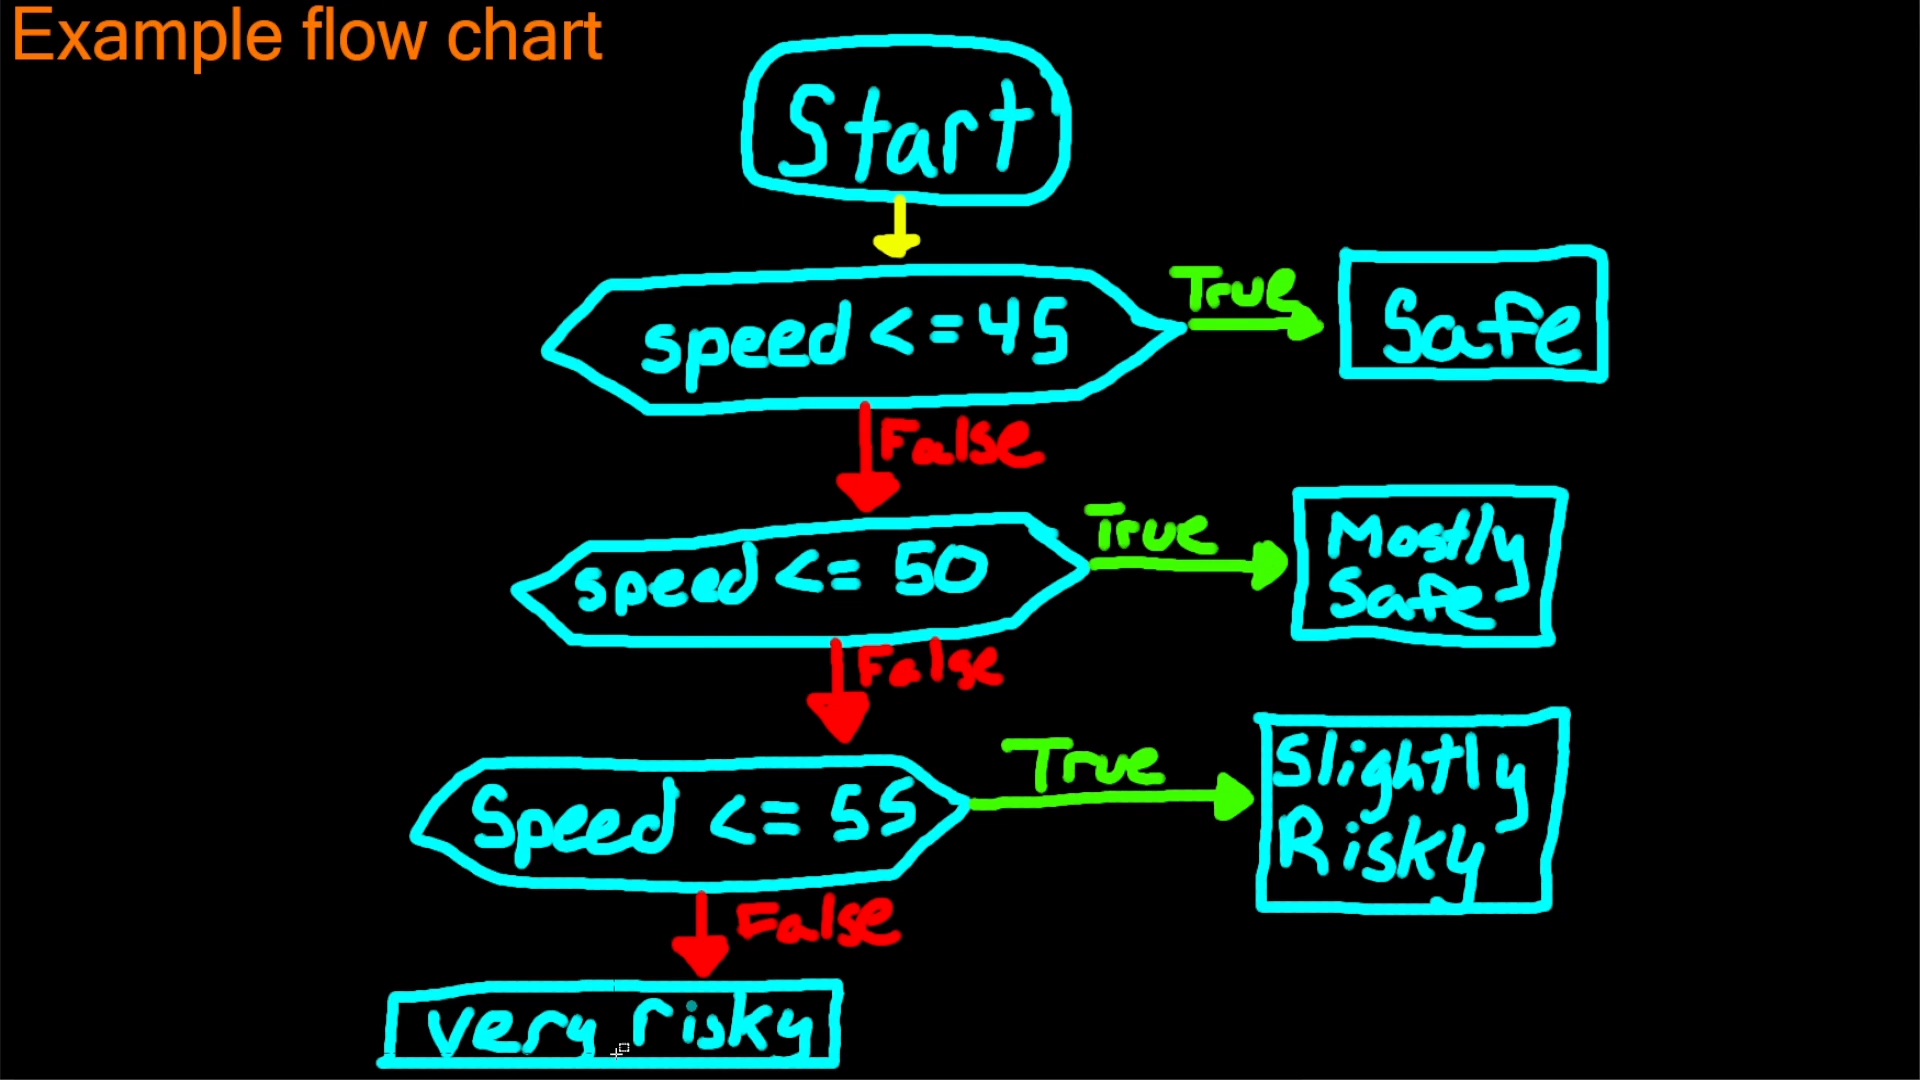 Example flow chart
Start
speed <= 45
True
Safe
False
speed <= 50
True
Mostly
Safe
False
Speed <= 55
True
Slightly
Risky
False
very risky